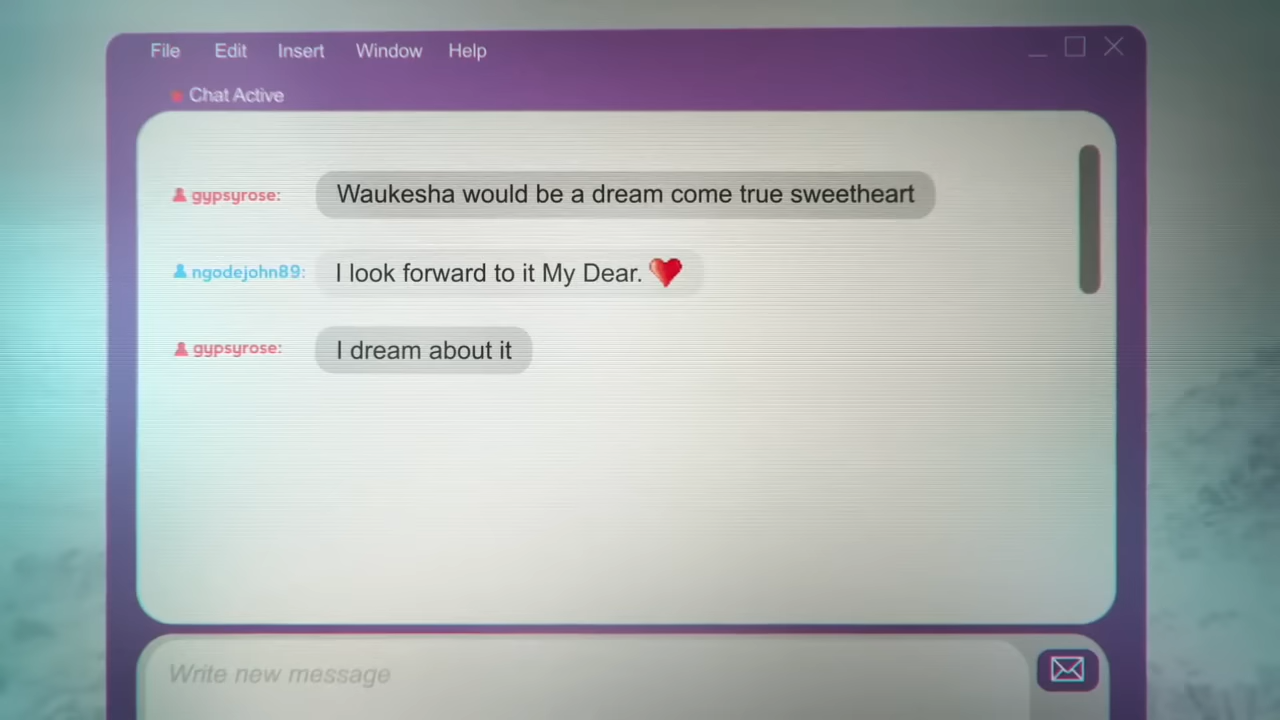 File Edit Insert Window Help
Chat Active
gypsyrose: Waukesha would be a dream come true sweetheart
ngodejohn89: I look forward to it My Dear. ❤️
gypsyrose: I dream about it
Write new message